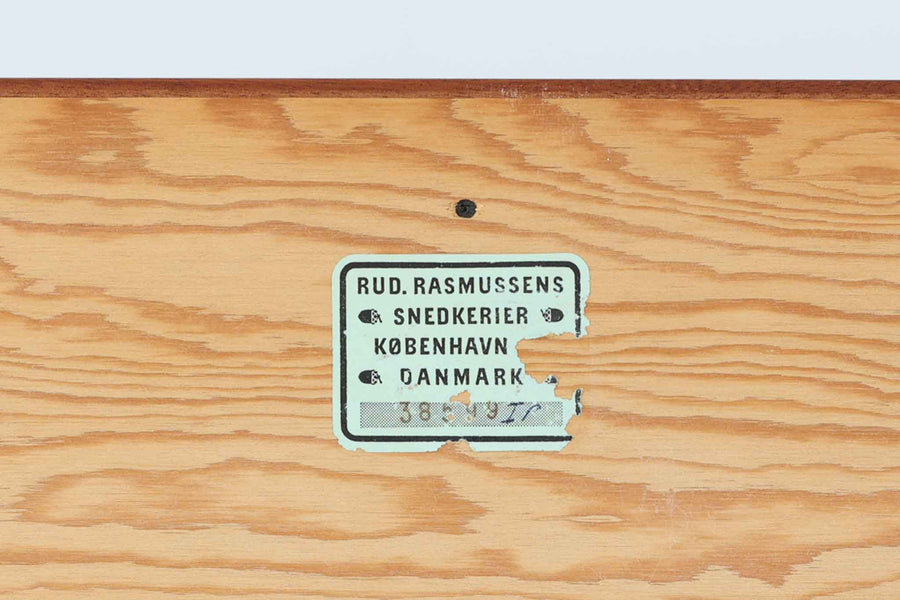 RUD. RASMUSSENS
SNEDKERIER
KØBENHAVN
DANMARK